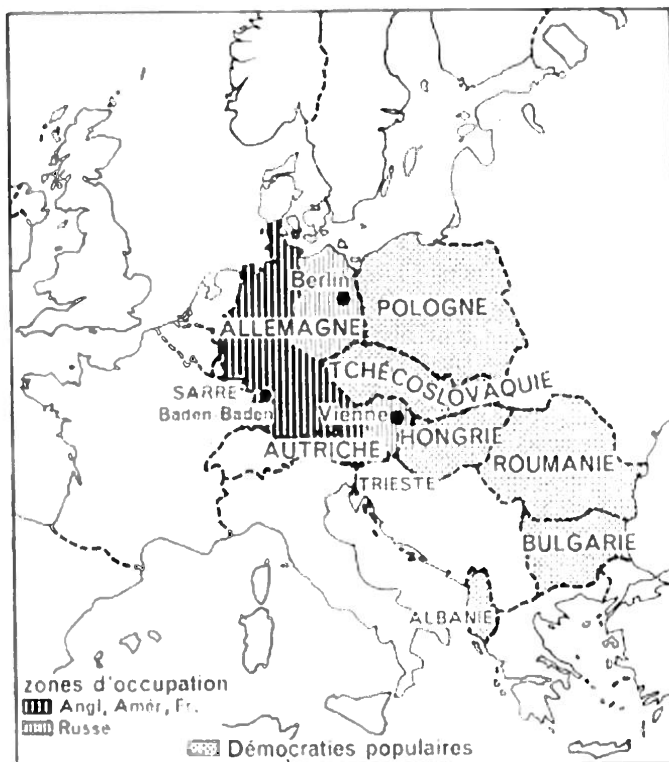 Berlin
POLOGNE
ALLEMAGNE
TCHÉCOSLOVAQUIE
SARRE
Baden-Baden
Vienne
HONGRIE
AUTRICHE
ROUMANIE
TRIESTE
BULGARIE
ALBANIE
zones d'occupation
Angl, Amér, Fr.
Russe
Démocraties populaires